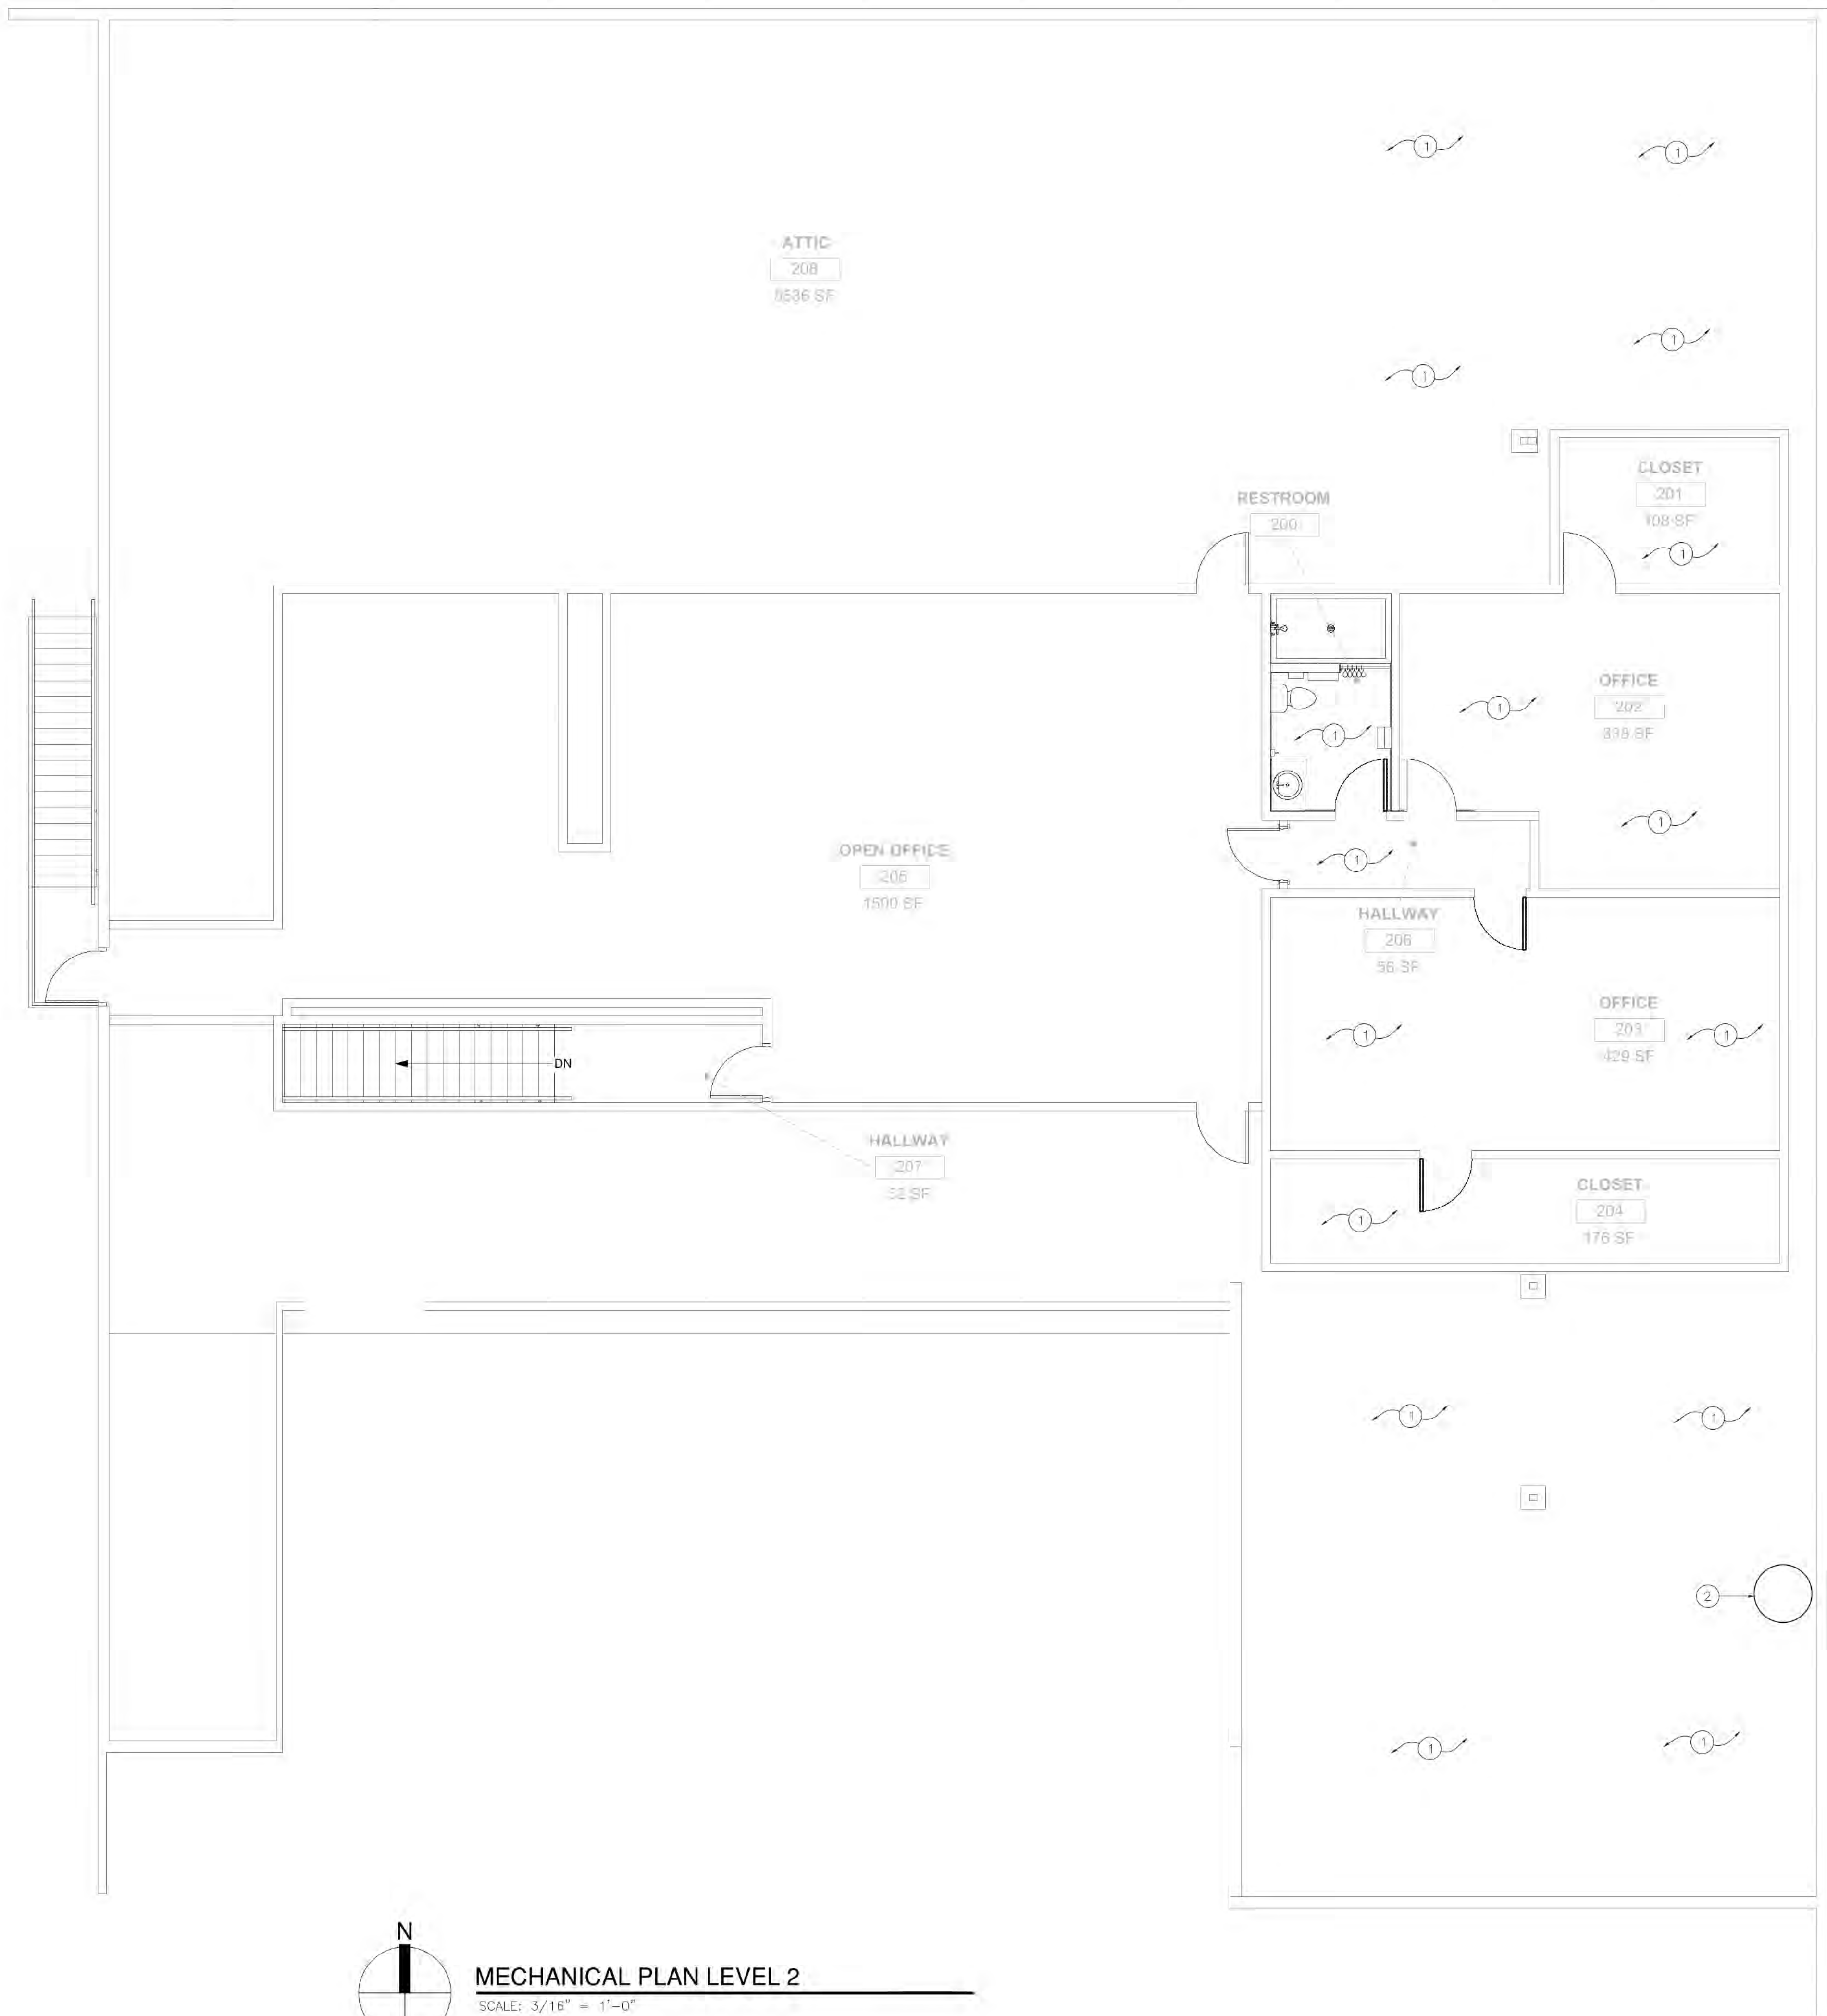 1
1
ATTIC
208
1
1
CLOSET
201
108 SF
1
RESTROOM
200
OFFICE
202
1
1
1
OPEN OFFICE
205
1500 SF
1
HALLWAY
206
56 SF
OFFICE
203
429 SF
1
1
DN
HALLWAY
207
52 SF
CLOSET
204
176 SF
1
1
1
2
1
1
N
MECHANICAL PLAN LEVEL 2
SCALE: 3/16" = 1'-0"